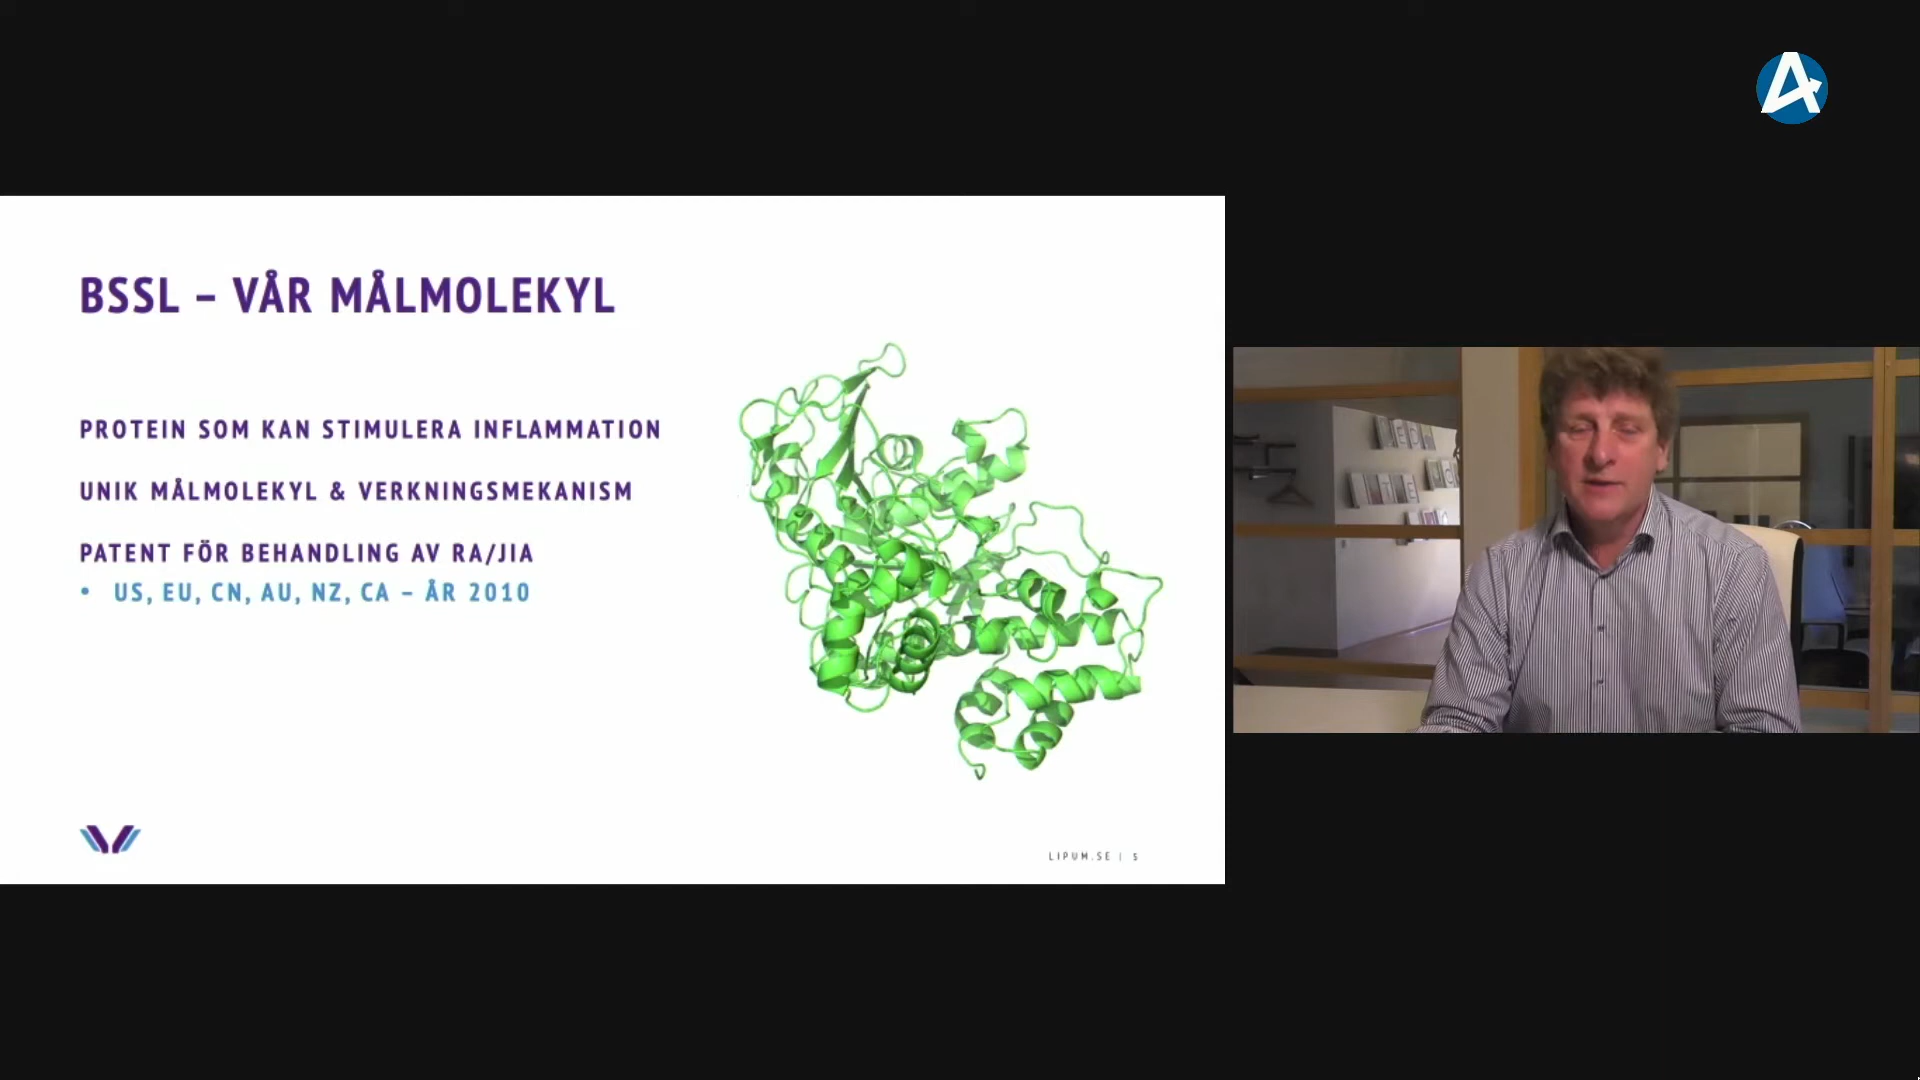 BSSL – VÅR MÅLMOLEKYL
PROTEIN SOM KAN STIMULERA INFLAMMATION
UNIK MÅLMOLEKYL & VERKNINGSMEKANISM
PATENT FÖR BEHANDLING AV RA/JIA
• US, EU, CN, AU, NZ, CA – ÅR 2010
LIPUM.SE | 5